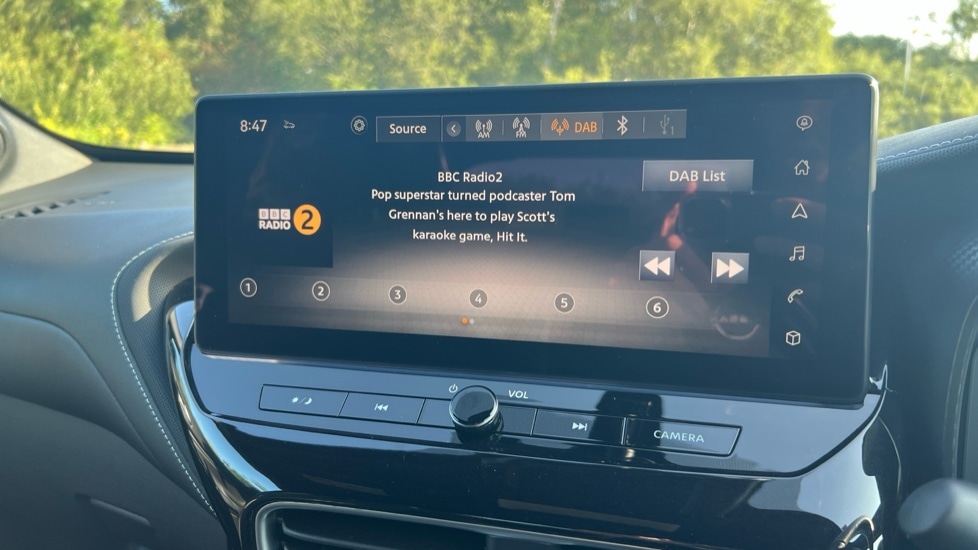 8:47
Source
AM
FM
DAB
1
BBC Radio2
DAB List
Pop superstar turned podcaster Tom
Grennan's here to play Scott's
karaoke game, Hit It.
BBC
RADIO 2
1 2 3 4 5 6
VOL
CAMERA